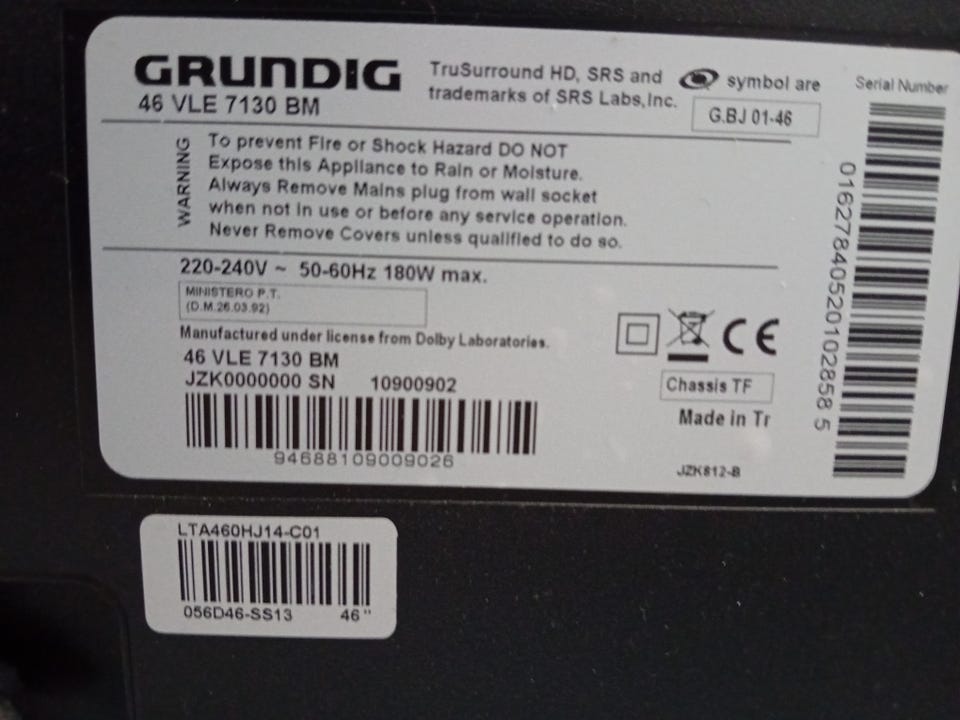 GRUNDIG
46 VLE 7130 BM
TruSurround HD, SRS and symbol are
trademarks of SRS Labs,Inc.
G.BJ 01-46
Serial Number
0162784052010285 8 5
WARNING
To prevent Fire or Shock Hazard DO NOT
Expose this Appliance to Rain or Moisture.
Always Remove Mains plug from wall socket
when not in use or before any service operation.
Never Remove Covers unless qualified to do so.
220-240V ~ 50-60Hz 180W max.
MINISTERO P.T.
(D.M.26.03.92)
Manufactured under license from Dolby Laboratories.
46 VLE 7130 BM
JZK0000000 SN 10900902
94688109009026
CE
Chassis TF
Made in Tr
JZK812-B
LTA460HJ14-C01
056D46-SS13 46"